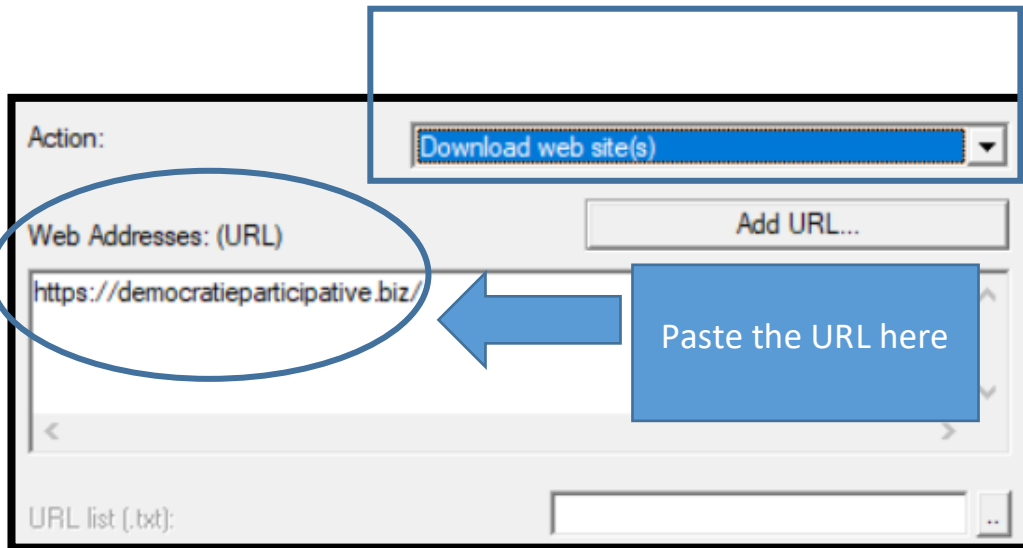 Action:
Download web site(s)
Web Addresses: (URL)
Add URL...
https://democratieparticipative.biz/
Paste the URL here
URL list (.txt):
..